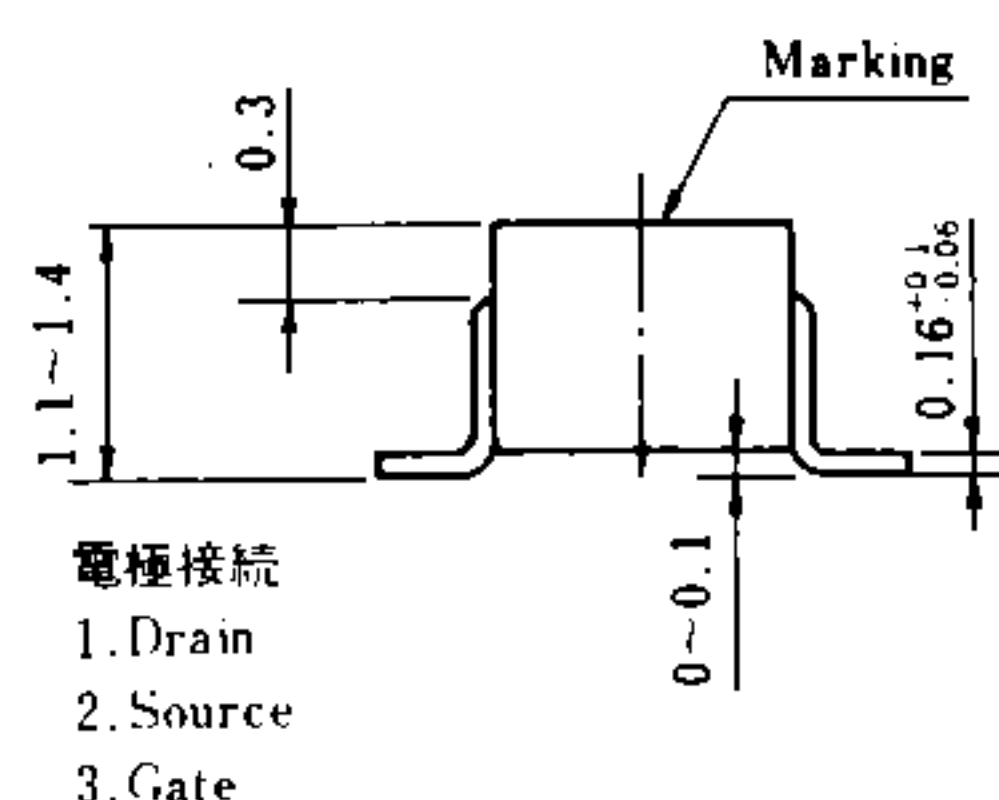 Marking
0.3
1.1~1.4
0.16 +0.1 -0.06
0~0.1
電極接続
1.Drain
2.Source
3.Gate